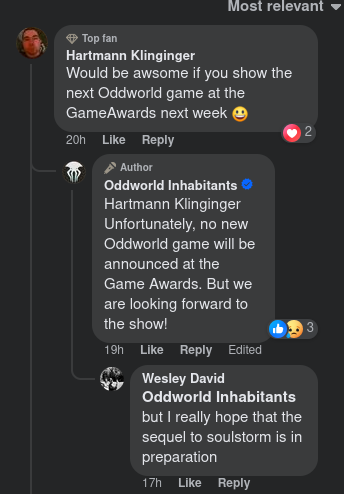 Most relevant
Top fan
Hartmann Klinginger
Would be awsome if you show the
next Oddworld game at the
GameAwards next week 😀
2
20h Like Reply
Author
Oddworld Inhabitants
Hartmann Klinginger
Unfortunately, no new
Oddworld game will be
announced at the
Game Awards. But we
are looking forward to
the show!
3
19h Like Reply Edited
Wesley David
Oddworld Inhabitants
but I really hope that the
sequel to soulstorm is in
preparation
17h Like Reply